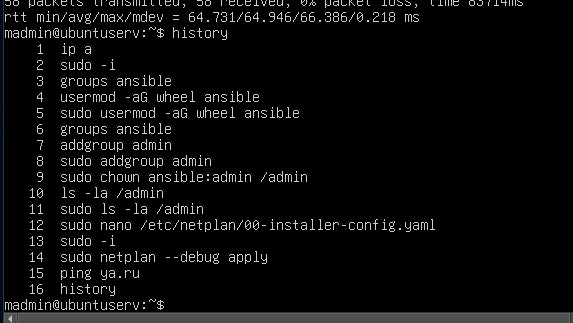 58 packets transmitted, 58 received, 0% packet loss, time 83714ms
rtt min/avg/max/mdev = 64.731/64.946/66.386/0.218 ms
madmin@ubuntuserv:~$ history
1 ip a
2 sudo -i
3 groups ansible
4 usermod -aG wheel ansible
5 sudo usermod -aG wheel ansible
6 groups ansible
7 addgroup admin
8 sudo addgroup admin
9 sudo chown ansible:admin /admin
10 ls -la /admin
11 sudo ls -la /admin
12 sudo nano /etc/netplan/00-installer-config.yaml
13 sudo -i
14 sudo netplan --debug apply
15 ping ya.ru
16 history
madmin@ubuntuserv:~$